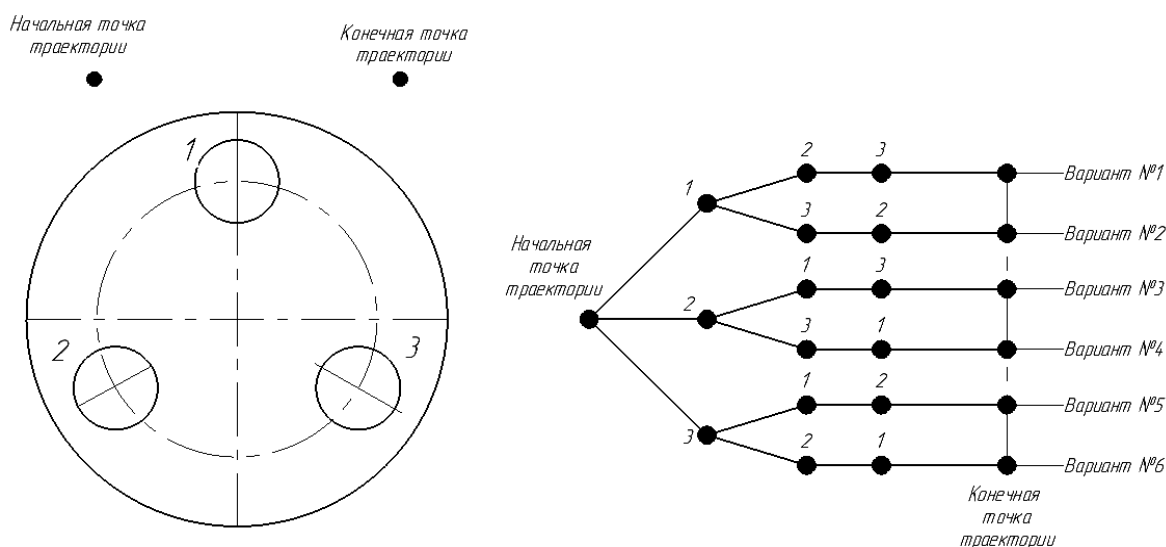 Начальная точка
траектории
Конечная точка
траектории
1
2
3
Начальная
точка
траектории
1
2
3
2 3
3 2
1 3
3 1
1 2
2 1
Вариант №1
Вариант №2
Вариант №3
Вариант №4
Вариант №5
Вариант №6
Конечная
точка
траектории